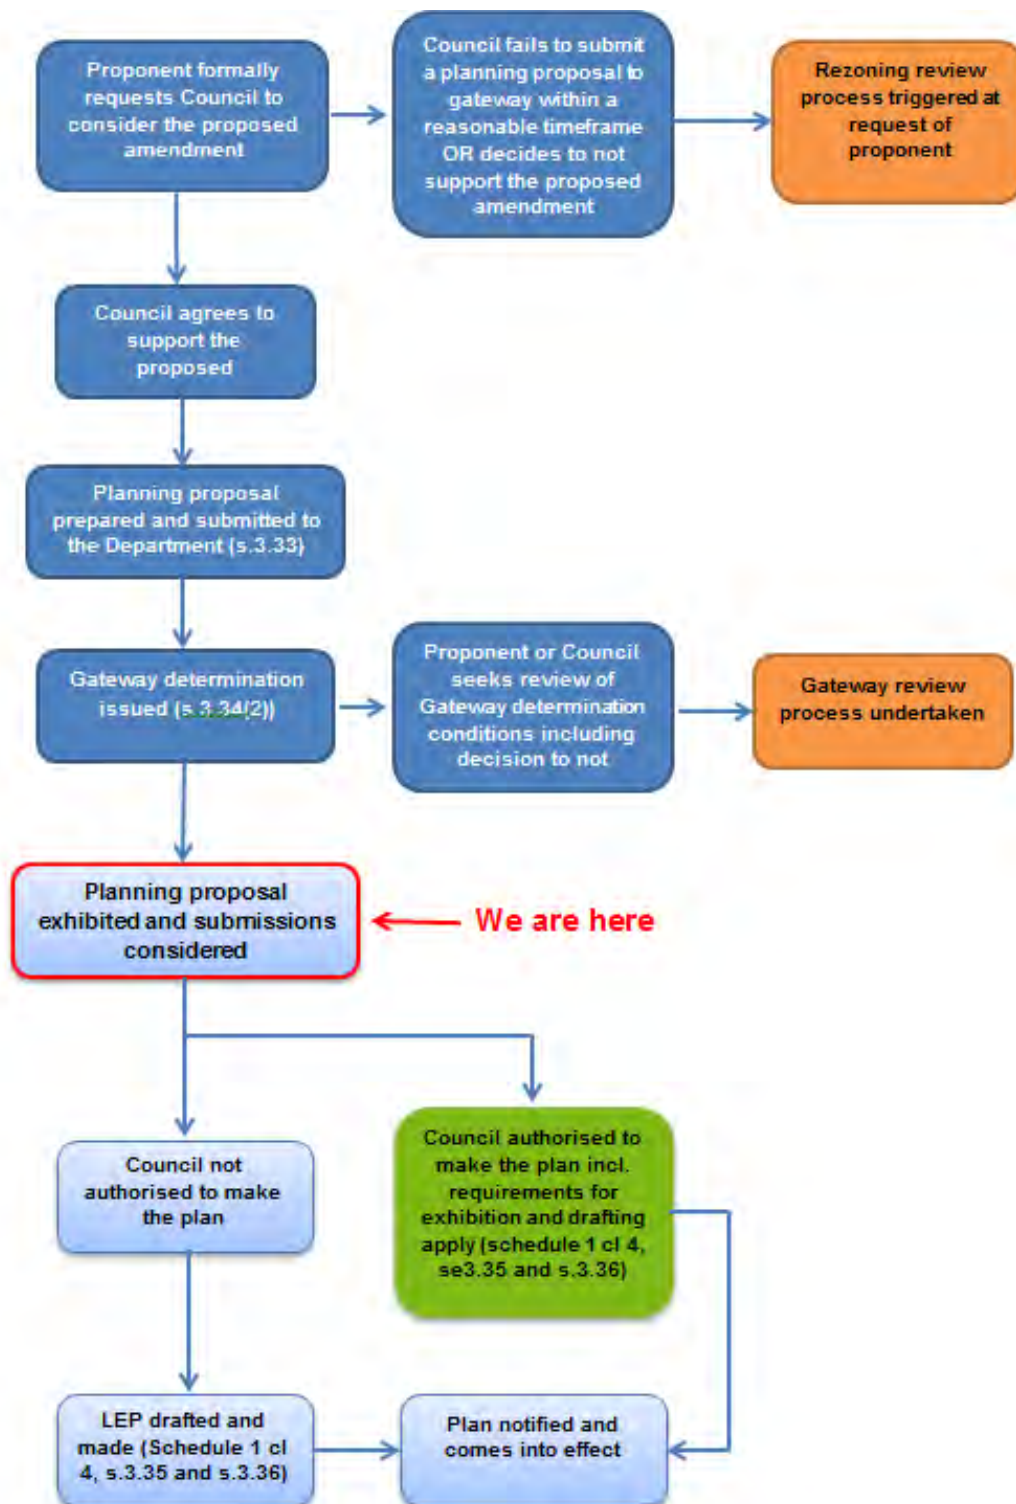 Proponent formally
requests Council to
consider the proposed
amendment
Council fails to submit
a planning proposal to
gateway within a
reasonable timeframe
OR decides to not
support the proposed
amendment
Rezoning review
process triggered at
request of
proponent
Council agrees to
support the
proposed
Planning proposal
prepared and submitted to
the Department (s.3.33)
Gateway determination
issued (s.3.34(2))
Proponent or Council
seeks review of
Gateway determination
conditions including
decision to not
Gateway review
process undertaken
Planning proposal
exhibited and submissions
considered
We are here
Council not
authorised to make
the plan
Council authorised to
make the plan incl.
requirements for
exhibition and drafting
apply (schedule 1 cl 4,
se3.35 and s.3.36)
LEP drafted and
made (Schedule 1 cl
4, s.3.35 and s.3.36)
Plan notified and
comes into effect